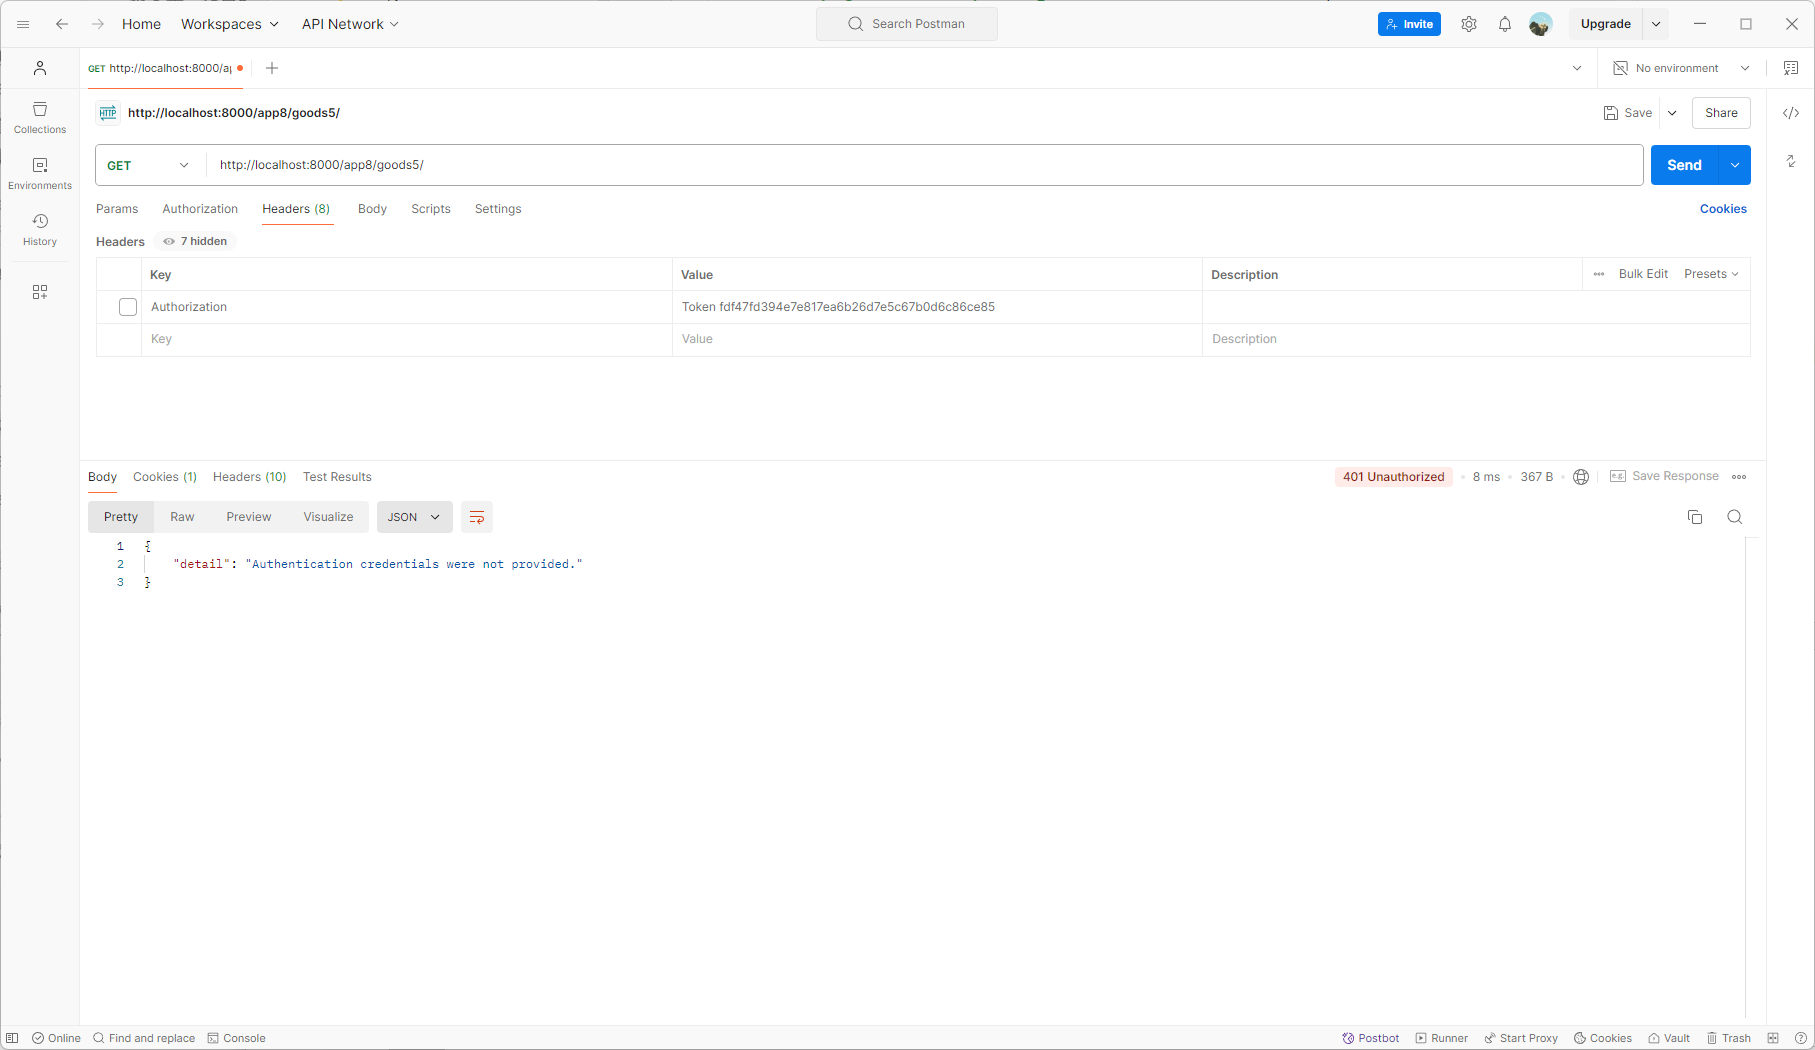 Home Workspaces API Network Search Postman Invite Upgrade
GET http://localhost:8000/a No environment
HTTP http://localhost:8000/app8/goods5/ Save Share
GET http://localhost:8000/app8/goods5/ Send
Params Authorization Headers (8) Body Scripts Settings Cookies
Headers 7 hidden
Key Value Description Bulk Edit Presets
Authorization Token fdf47fd394e7e817ea6b26d7e5c67b0d6c86ce85
Key Value Description
Collections
Environments
History
Body Cookies (1) Headers (10) Test Results 401 Unauthorized 8 ms 367 B e.g. Save Response
Pretty Raw Preview Visualize JSON
1 {
2 "detail": "Authentication credentials were not provided."
3 }
Online Find and replace Console Postbot Runner Start Proxy Cookies Vault Trash